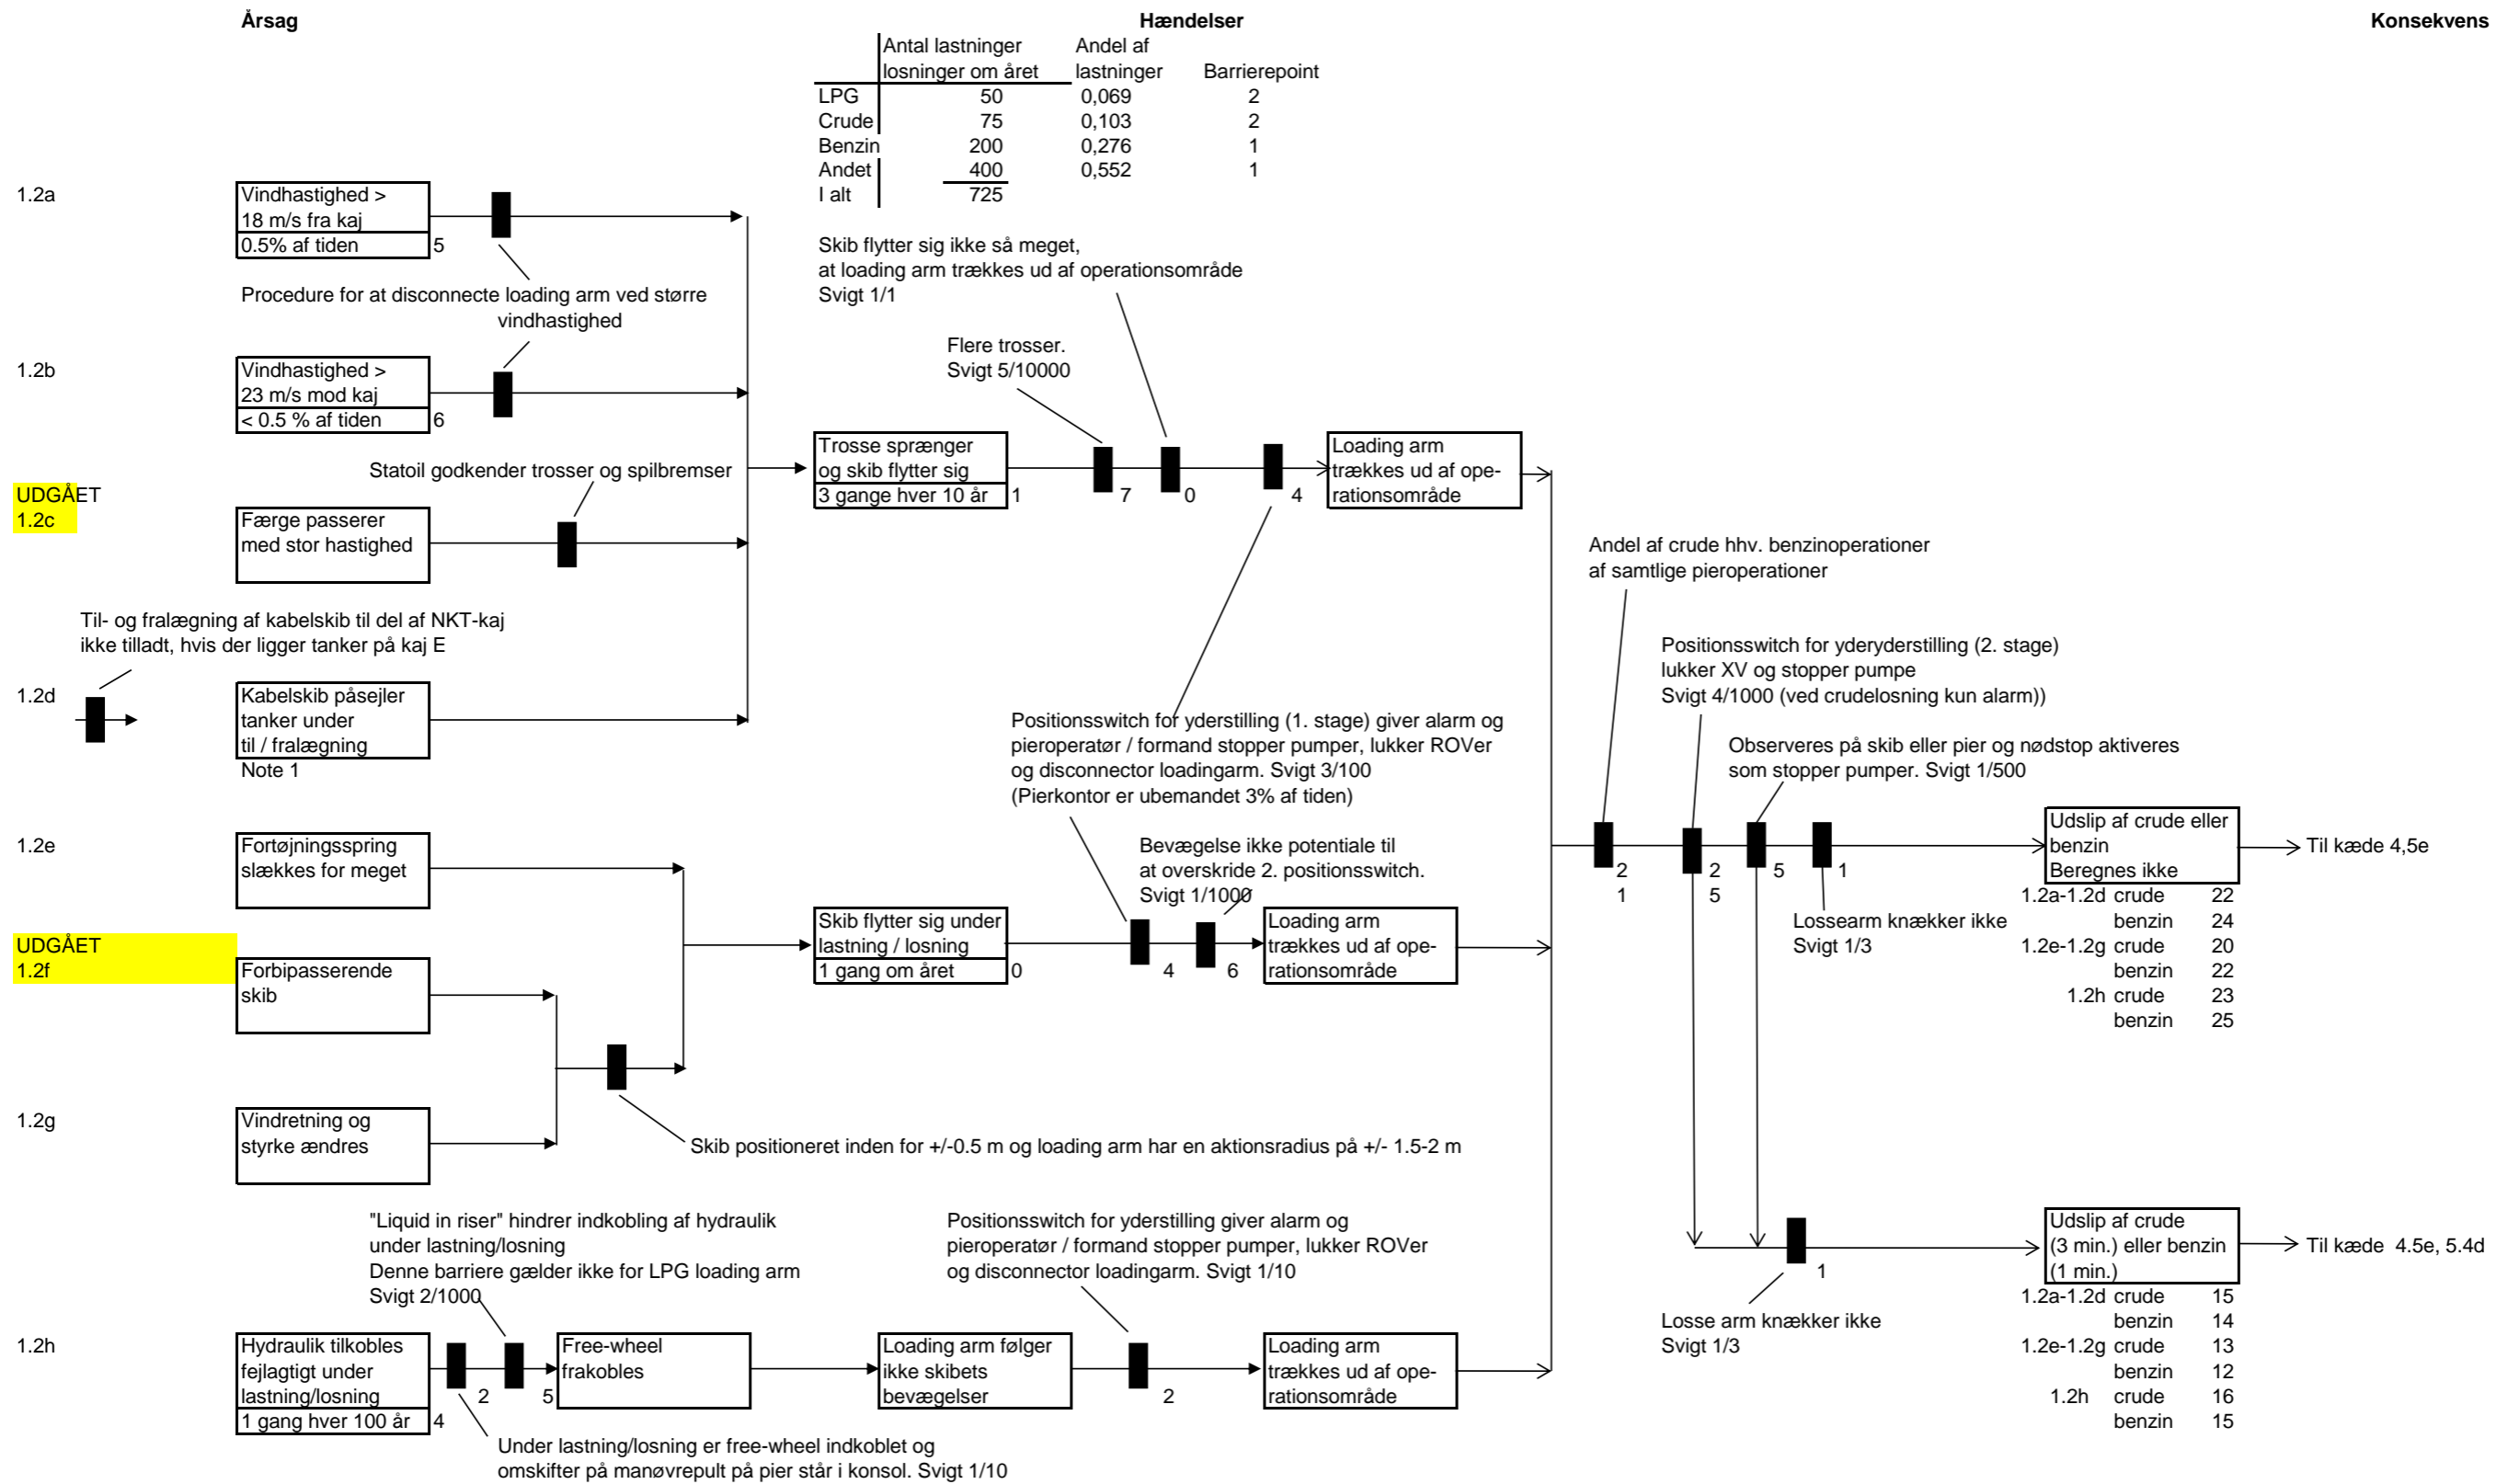 Årsag
Hændelser
Konsekvens
Antal lastninger
losninger om året
Andel af
lastninger
Barrierepoint
LPG 50 0,069 2
Crude 75 0,103 2
Benzin 200 0,276 1
Andet 400 0,552 1
I alt 725
1.2a
Vindhastighed >
18 m/s fra kaj
0.5% af tiden
5
Procedure for at disconnecte loading arm ved større
vindhastighed
1.2b
Vindhastighed >
23 m/s mod kaj
< 0.5 % af tiden
6
Statoil godkender trosser og spilbremser
UDGÅET
1.2c
Færge passerer
med stor hastighed
Til- og fralægning af kabelskib til del af NKT-kaj
ikke tilladt, hvis der ligger tanker på kaj E
1.2d
Kabelskib påsejler
tanker under
til / fralægning
Note 1
Skib flytter sig ikke så meget,
at loading arm trækkes ud af operationsområde
Svigt 1/1
Flere trosser.
Svigt 5/10000
Trosse sprænger
og skib flytter sig
3 gange hver 10 år
1
7
0
4
Loading arm
trækkes ud af ope-
rationsområde
Positionsswitch for yderstilling (1. stage) giver alarm og
pieroperatør / formand stopper pumper, lukker ROVer
og disconnector loadingarm. Svigt 3/100
(Pierkontor er ubemandet 3% af tiden)
Andel af crude hhv. benzinoperationer
af samtlige pieroperationer
Positionsswitch for yderyderstilling (2. stage)
lukker XV og stopper pumpe
Svigt 4/1000 (ved crudelosning kun alarm))
Observeres på skib eller pier og nødstop aktiveres
som stopper pumper. Svigt 1/500
1.2e
Fortøjningsspring
slækkes for meget
Bevægelse ikke potentiale til
at overskride 2. positionsswitch.
Svigt 1/1000
2
1
2
5
5
1
Udslip af crude eller
benzin
Beregnes ikke
Til kæde 4,5e
1.2a-1.2d crude 22
benzin 24
1.2e-1.2g crude 20
benzin 22
1.2h crude 23
benzin 25
Lossearm knækker ikke
Svigt 1/3
UDGÅET
1.2f
Forbipasserende
skib
Skib flytter sig under
lastning / losning
1 gang om året
0
4
6
Loading arm
trækkes ud af ope-
rationsområde
1.2g
Vindretning og
styrke ændres
Skib positioneret inden for +/-0.5 m og loading arm har en aktionsradius på +/- 1.5-2 m
"Liquid in riser" hindrer indkobling af hydraulik
under lastning/losning
Denne barriere gælder ikke for LPG loading arm
Svigt 2/1000
Positionsswitch for yderstilling giver alarm og
pieroperatør / formand stopper pumper, lukker ROVer
og disconnector loadingarm. Svigt 1/10
1
Losse arm knækker ikke
Svigt 1/3
Udslip af crude
(3 min.) eller benzin
(1 min.)
Til kæde 4.5e, 5.4d
1.2a-1.2d crude 15
benzin 14
1.2e-1.2g crude 13
benzin 12
1.2h crude 16
benzin 15
1.2h
Hydraulik tilkobles
fejlagtigt under
lastning/losning
1 gang hver 100 år
4
2
5
Free-wheel
frakobles
Loading arm følger
ikke skibets
bevægelser
2
Loading arm
trækkes ud af ope-
rationsområde
Under lastning/losning er free-wheel indkoblet og
omskifter på manøvrepult på pier står i konsol. Svigt 1/10